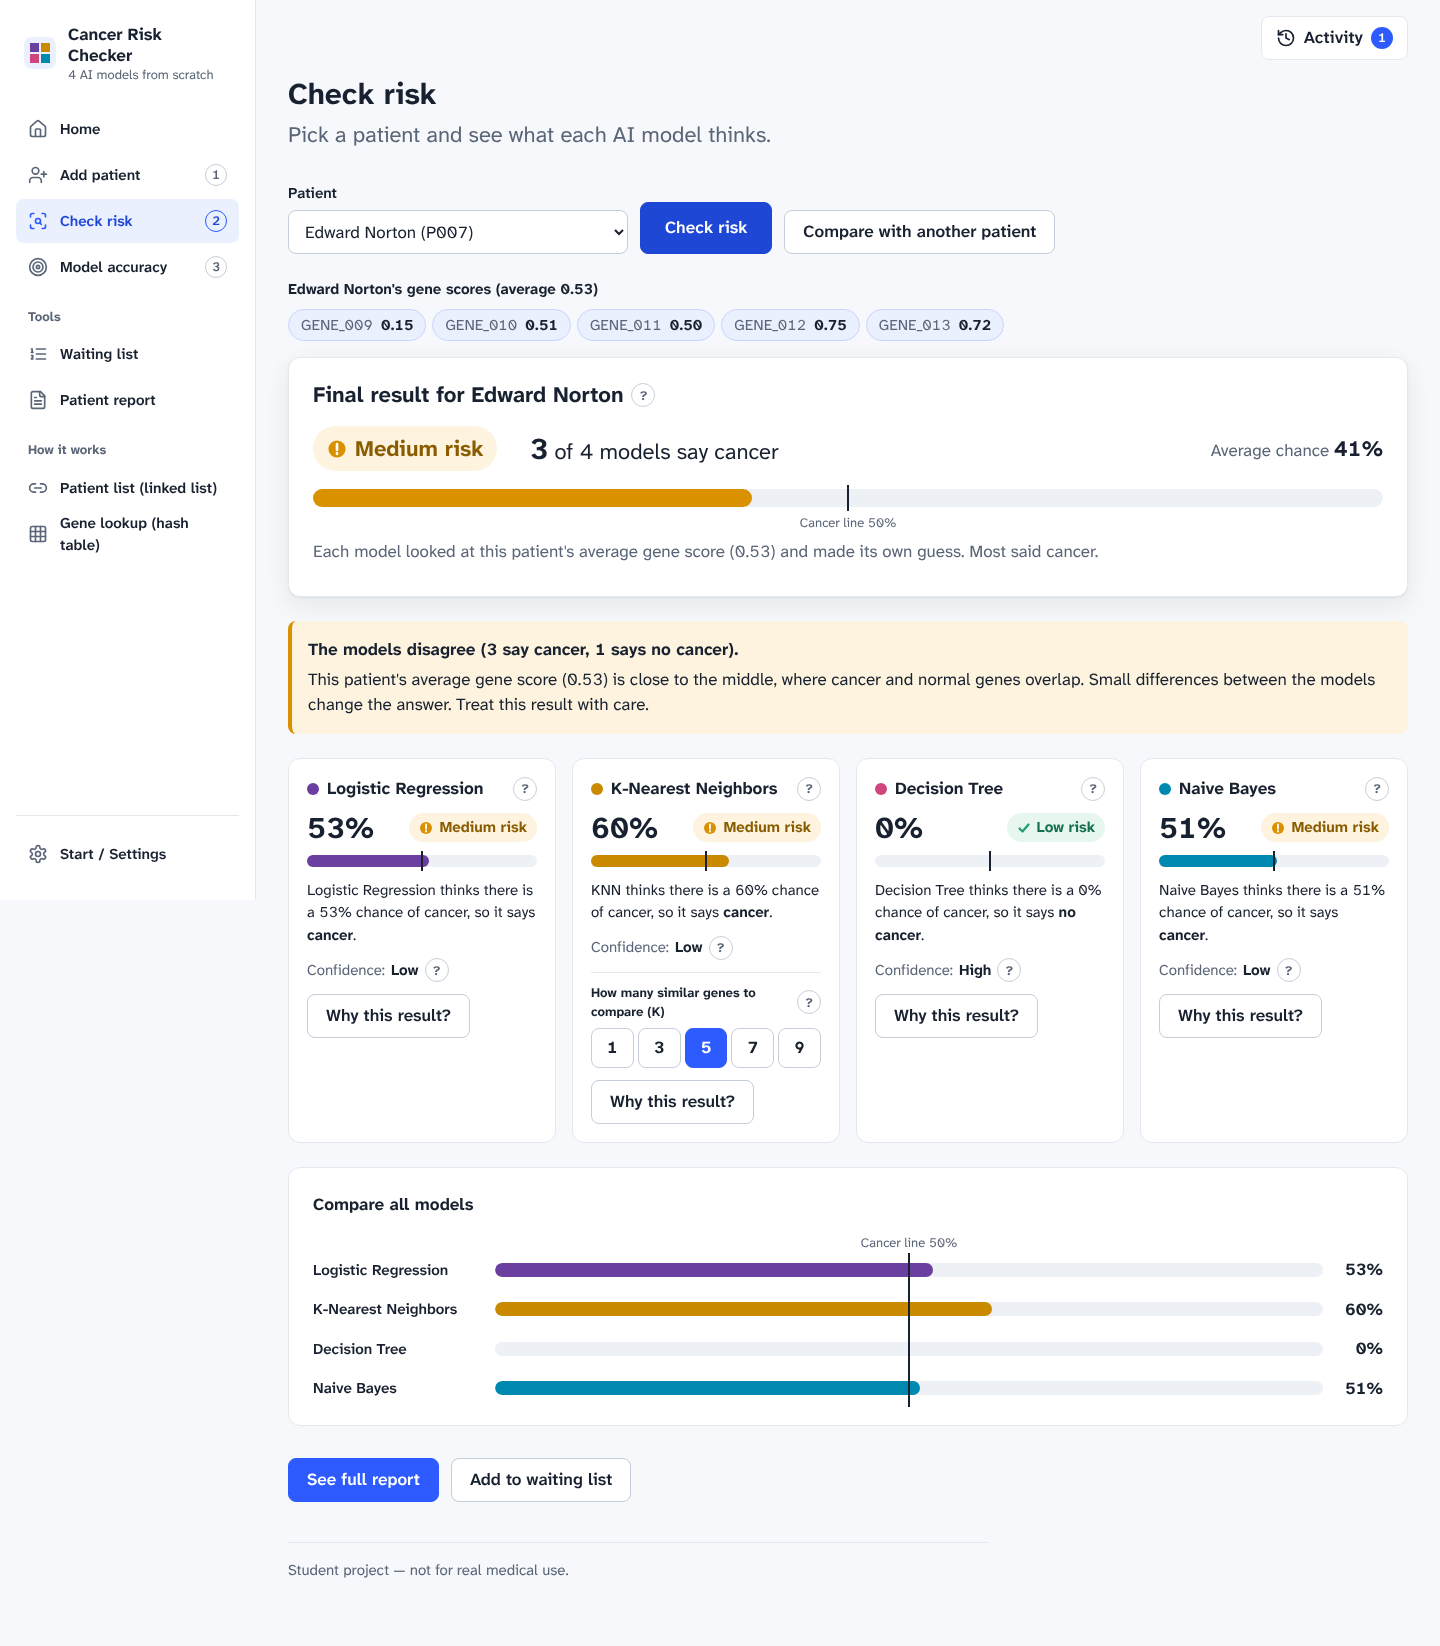 Cancer Risk
Checker
4 AI models from scratch
Home
Add patient 1
Check risk 2
Model accuracy 3
Tools
Waiting list
Patient report
How it works
Patient list (linked list)
Gene lookup (hash
table)
Start / Settings
Activity 1
Check risk
Pick a patient and see what each AI model thinks.
Patient
Edward Norton (P007)
Check risk
Compare with another patient
Edward Norton's gene scores (average 0.53)
GENE_009 0.15 GENE_010 0.51 GENE_011 0.50 GENE_012 0.75 GENE_013 0.72
Final result for Edward Norton ?
Medium risk 3 of 4 models say cancer Average chance 41%
Cancer line 50%
Each model looked at this patient's average gene score (0.53) and made its own guess. Most said cancer.
The models disagree (3 say cancer, 1 says no cancer).
This patient's average gene score (0.53) is close to the middle, where cancer and normal genes overlap. Small differences between the models
change the answer. Treat this result with care.
Logistic Regression ?
53% Medium risk
Logistic Regression thinks there is
a 53% chance of cancer, so it says
cancer.
Confidence: Low ?
Why this result?
K-Nearest Neighbors ?
60% Medium risk
KNN thinks there is a 60% chance
of cancer, so it says cancer.
Confidence: Low ?
How many similar genes to
compare (K) ?
1 3 5 7 9
Why this result?
Decision Tree ?
0% Low risk
Decision Tree thinks there is a 0%
chance of cancer, so it says no
cancer.
Confidence: High ?
Why this result?
Naive Bayes ?
51% Medium risk
Naive Bayes thinks there is a 51%
chance of cancer, so it says
cancer.
Confidence: Low ?
Why this result?
Compare all models
Cancer line 50%
Logistic Regression 53%
K-Nearest Neighbors 60%
Decision Tree 0%
Naive Bayes 51%
See full report
Add to waiting list
Student project — not for real medical use.